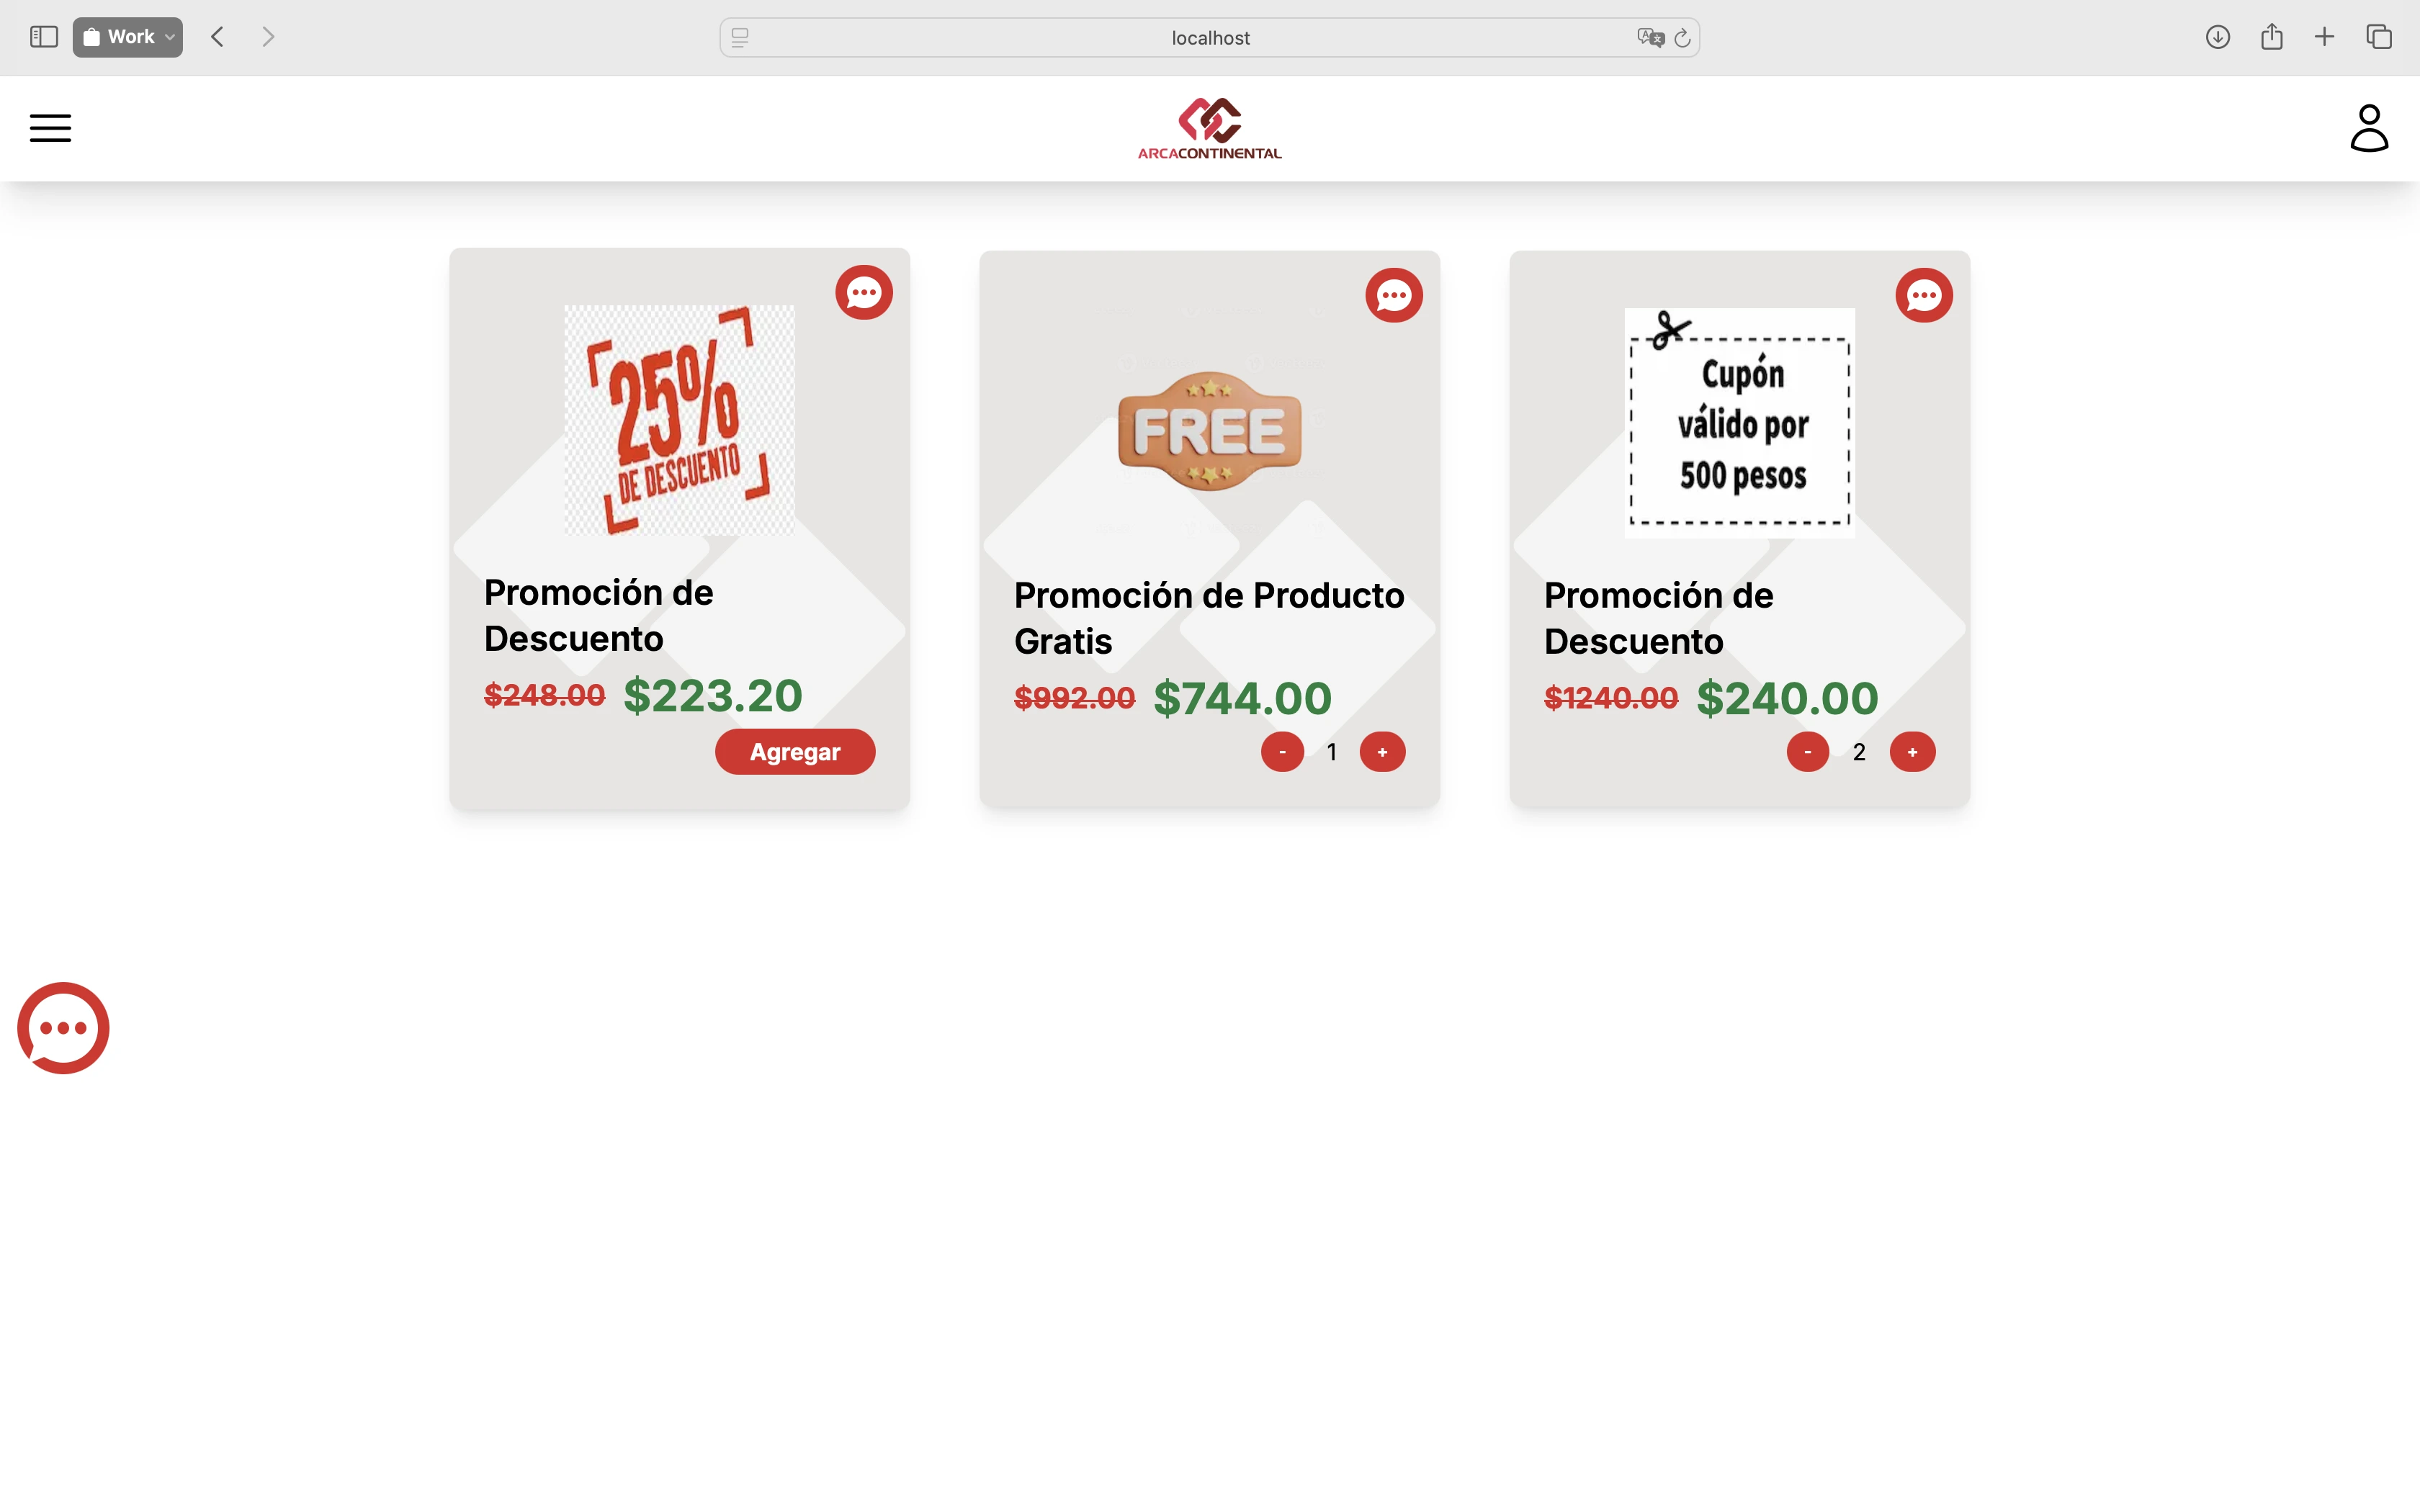 Work
localhost
ARCACONTINENTAL
25%
DE DESCUENTO
Promoción de
Descuento
$248.00 $223.20
Agregar
FREE
Promoción de Producto
Gratis
$992.00 $744.00
- 1 +
Cupón
válido por
500 pesos
Promoción de
Descuento
$1240.00 $240.00
- 2 +